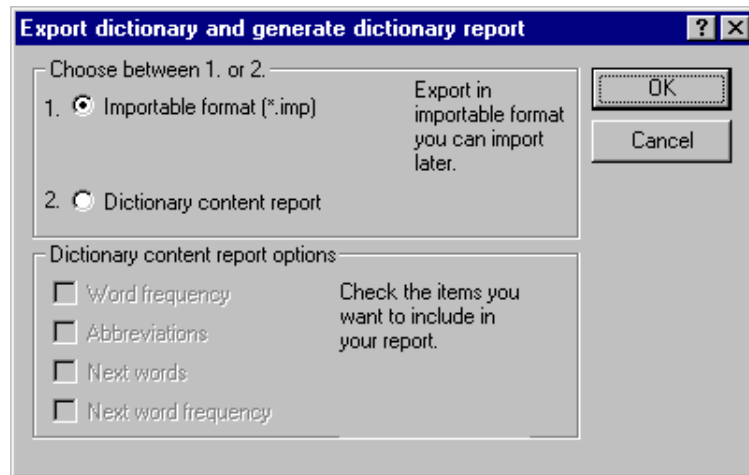 Export dictionary and generate dictionary report
Choose between 1. or 2.
1. Importable format (*.imp)
Export in
importable format
you can import
later.
2. Dictionary content report
OK
Cancel
Dictionary content report options
Word frequency
Abbreviations
Next words
Next word frequency
Check the items you
want to include in
your report.